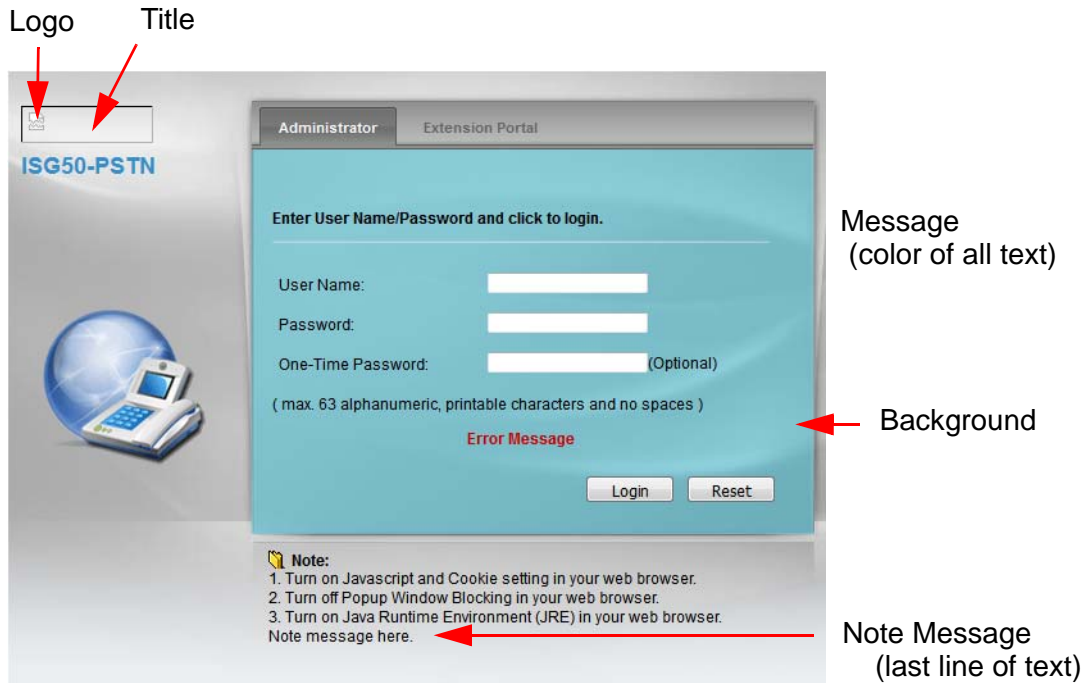 Logo
Title
ISG50-PSTN
Administrator
Extension Portal
Enter User Name/Password and click to login.
Message
(color of all text)
User Name:
Password:
One-Time Password:
(Optional)
( max. 63 alphanumeric, printable characters and no spaces )
Background
Error Message
Login
Reset
Note:
1. Turn on Javascript and Cookie setting in your web browser.
2. Turn off Popup Window Blocking in your web browser.
3. Turn on Java Runtime Environment (JRE) in your web browser.
Note message here.
Note Message
(last line of text)